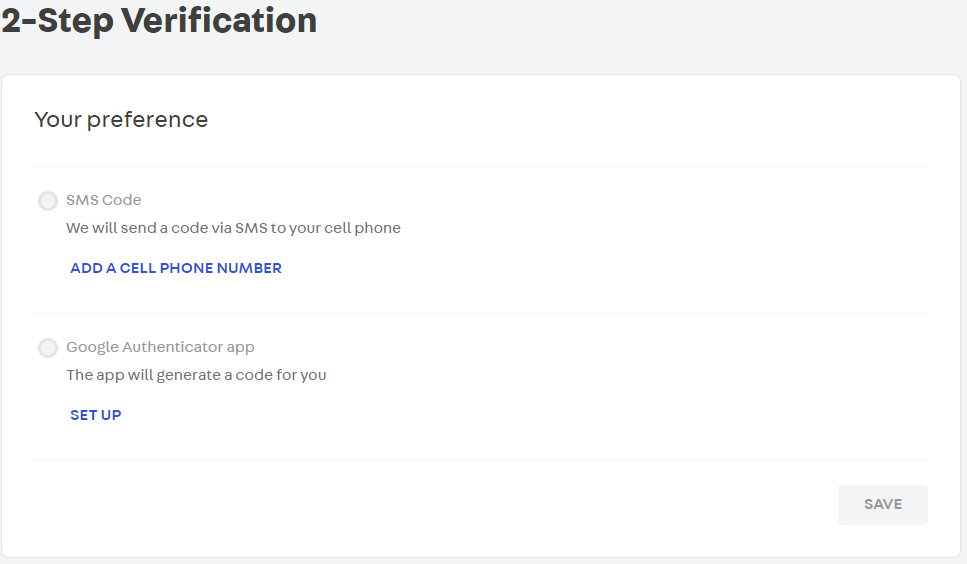 2-Step Verification
Your preference
SMS Code
We will send a code via SMS to your cell phone
ADD A CELL PHONE NUMBER
Google Authenticator app
The app will generate a code for you
SET UP
SAVE